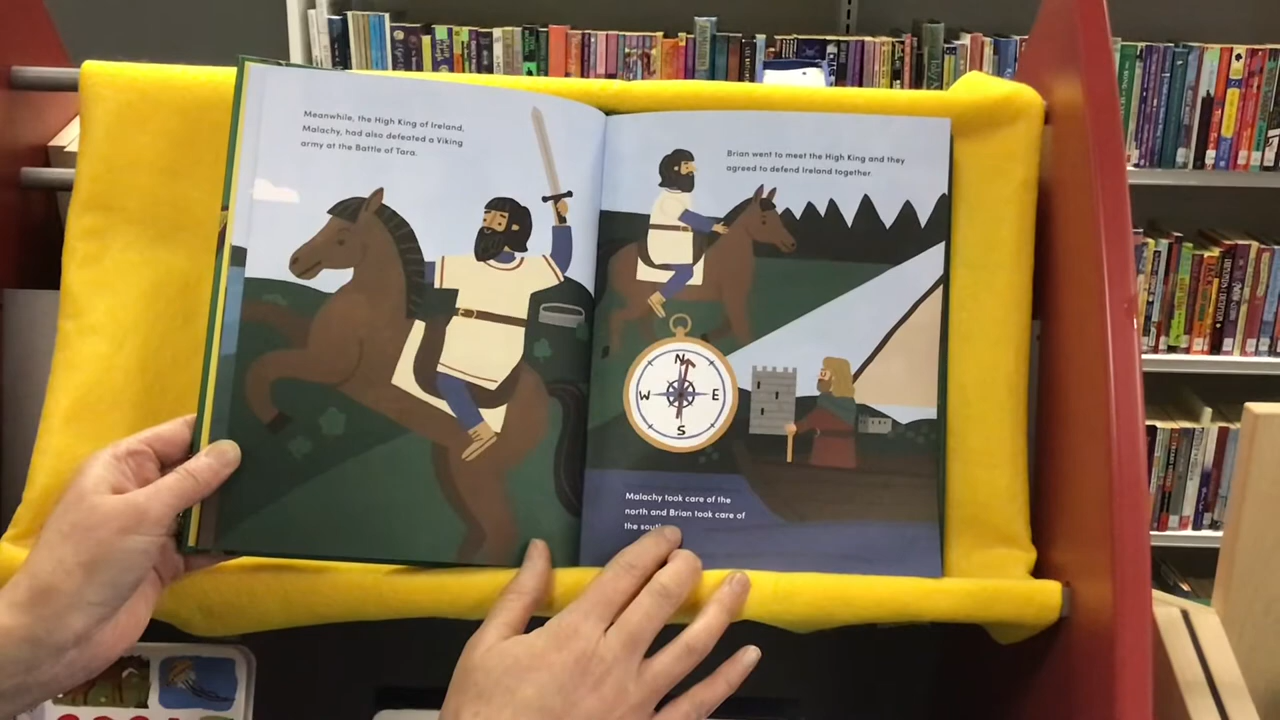 Meanwhile, the High King of Ireland,
Malachy, had also defeated a Viking
army at the Battle of Tara.
Brian went to meet the High King and they
agreed to defend Ireland together.
N
W E
S
Malachy took care of the
north and Brian took care of
the